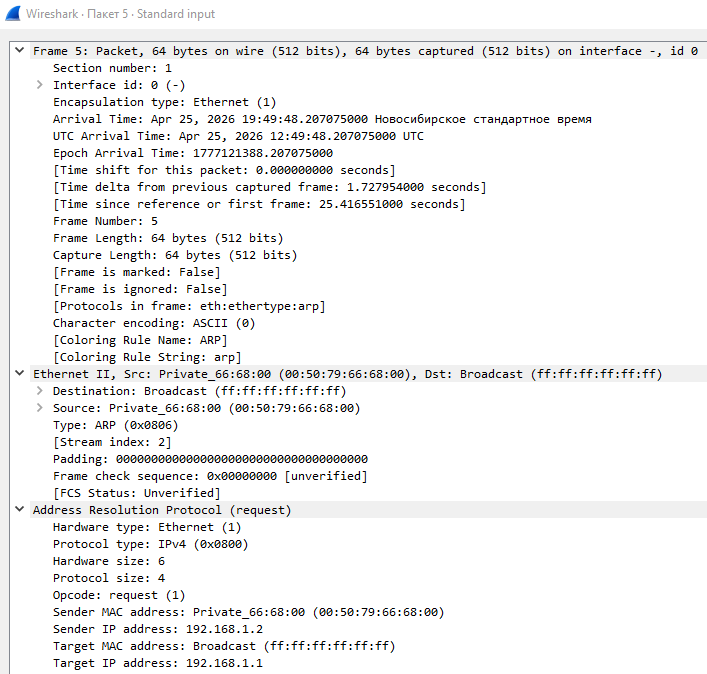 Wireshark · Пакет 5 · Standard input
Frame 5: Packet, 64 bytes on wire (512 bits), 64 bytes captured (512 bits) on interface -, id 0
Section number: 1
Interface id: 0 (-)
Encapsulation type: Ethernet (1)
Arrival Time: Apr 25, 2026 19:49:48.207075000 Новосибирское стандартное время
UTC Arrival Time: Apr 25, 2026 12:49:48.207075000 UTC
Epoch Arrival Time: 1777121388.207075000
[Time shift for this packet: 0.000000000 seconds]
[Time delta from previous captured frame: 1.727954000 seconds]
[Time since reference or first frame: 25.416551000 seconds]
Frame Number: 5
Frame Length: 64 bytes (512 bits)
Capture Length: 64 bytes (512 bits)
[Frame is marked: False]
[Frame is ignored: False]
[Protocols in frame: eth:ethertype:arp]
Character encoding: ASCII (0)
[Coloring Rule Name: ARP]
[Coloring Rule String: arp]
Ethernet II, Src: Private_66:68:00 (00:50:79:66:68:00), Dst: Broadcast (ff:ff:ff:ff:ff:ff)
Destination: Broadcast (ff:ff:ff:ff:ff:ff)
Source: Private_66:68:00 (00:50:79:66:68:00)
Type: ARP (0x0806)
[Stream index: 2]
Padding: 000000000000000000000000000000000000
Frame check sequence: 0x00000000 [unverified]
[FCS Status: Unverified]
Address Resolution Protocol (request)
Hardware type: Ethernet (1)
Protocol type: IPv4 (0x0800)
Hardware size: 6
Protocol size: 4
Opcode: request (1)
Sender MAC address: Private_66:68:00 (00:50:79:66:68:00)
Sender IP address: 192.168.1.2
Target MAC address: Broadcast (ff:ff:ff:ff:ff:ff)
Target IP address: 192.168.1.1